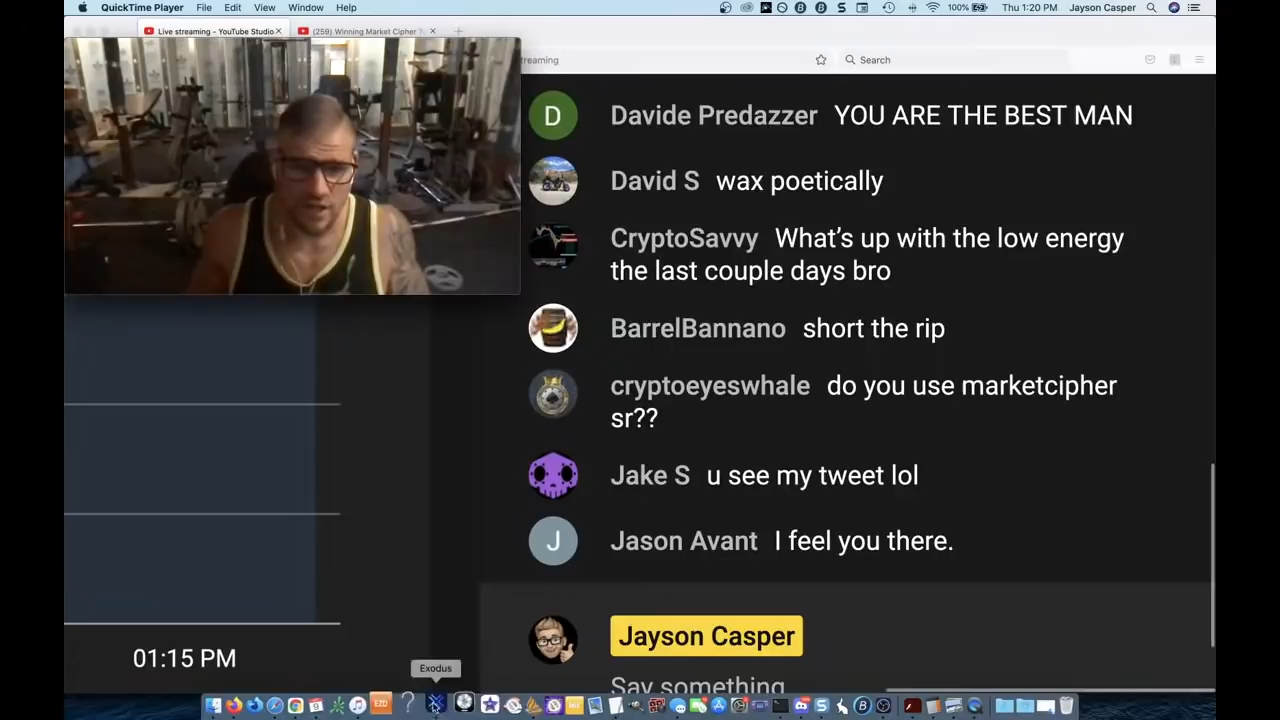 QuickTime Player File Edit View Window Help 100% Thu 1:20 PM Jayson Casper
Live streaming - YouTube Studio (259) Winning Market Cipher
reaming Search
D Davide Predazzer YOU ARE THE BEST MAN
David S wax poetically
CryptoSavvy What’s up with the low energy
the last couple days bro
BarrelBannano short the rip
cryptoeyeswhale do you use marketcipher
sr??
Jake S u see my tweet lol
J Jason Avant I feel you there.
Jayson Casper
Say something
01:15 PM
Exodus